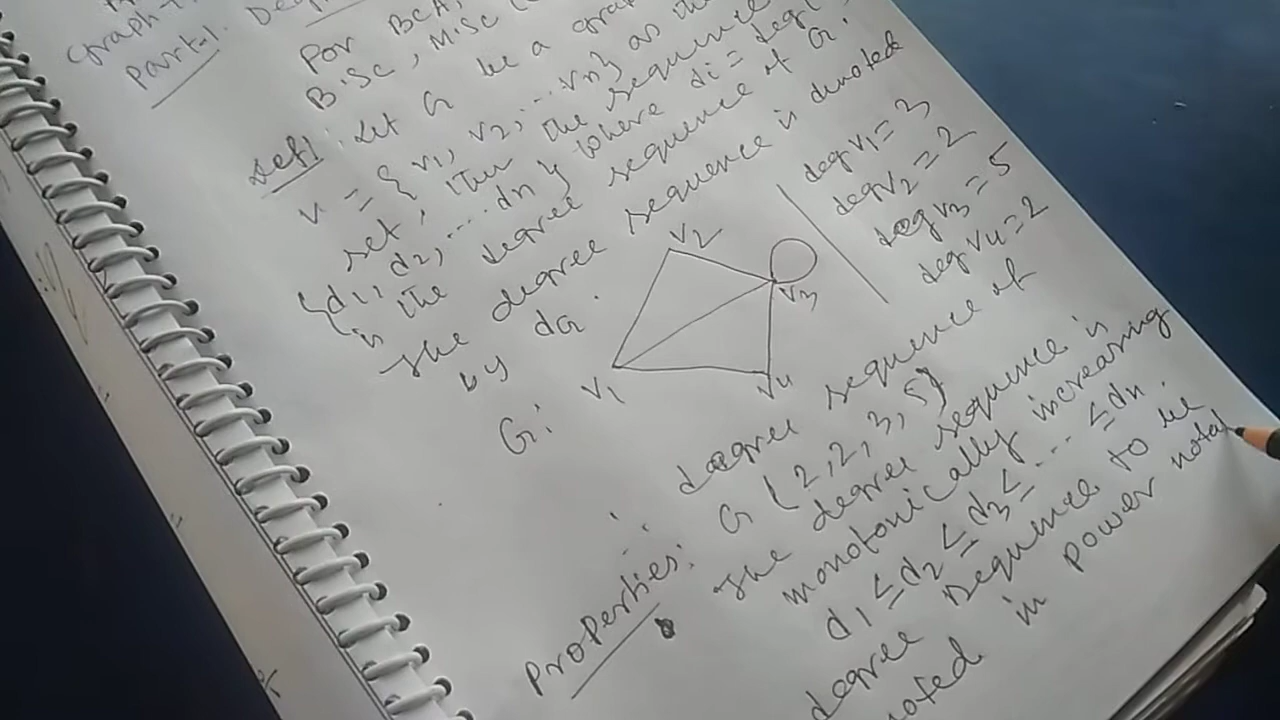 Graph-
Part-1. Deg
For BCA,
B.Sc, M.Sc
Def! : Let G be a graph
V = { v1, v2, ... vn} as the
set, then the sequence
{d1, d2, ... dn} where di = deg(
is the degree sequence of G.
The degree sequence is denoted
by dG.
G:
V1
V2
V3
V4
deg V1 = 3
deg V2 = 2
deg V3 = 5
deg V4 = 2
∴ degree sequence of
G {2, 2, 3, 5}
Properties: The degree sequence is
monotonically increasing
d1 ≤ d2 ≤ d3 ≤ ... ≤ dn.
degree sequence to be
noted in power notat